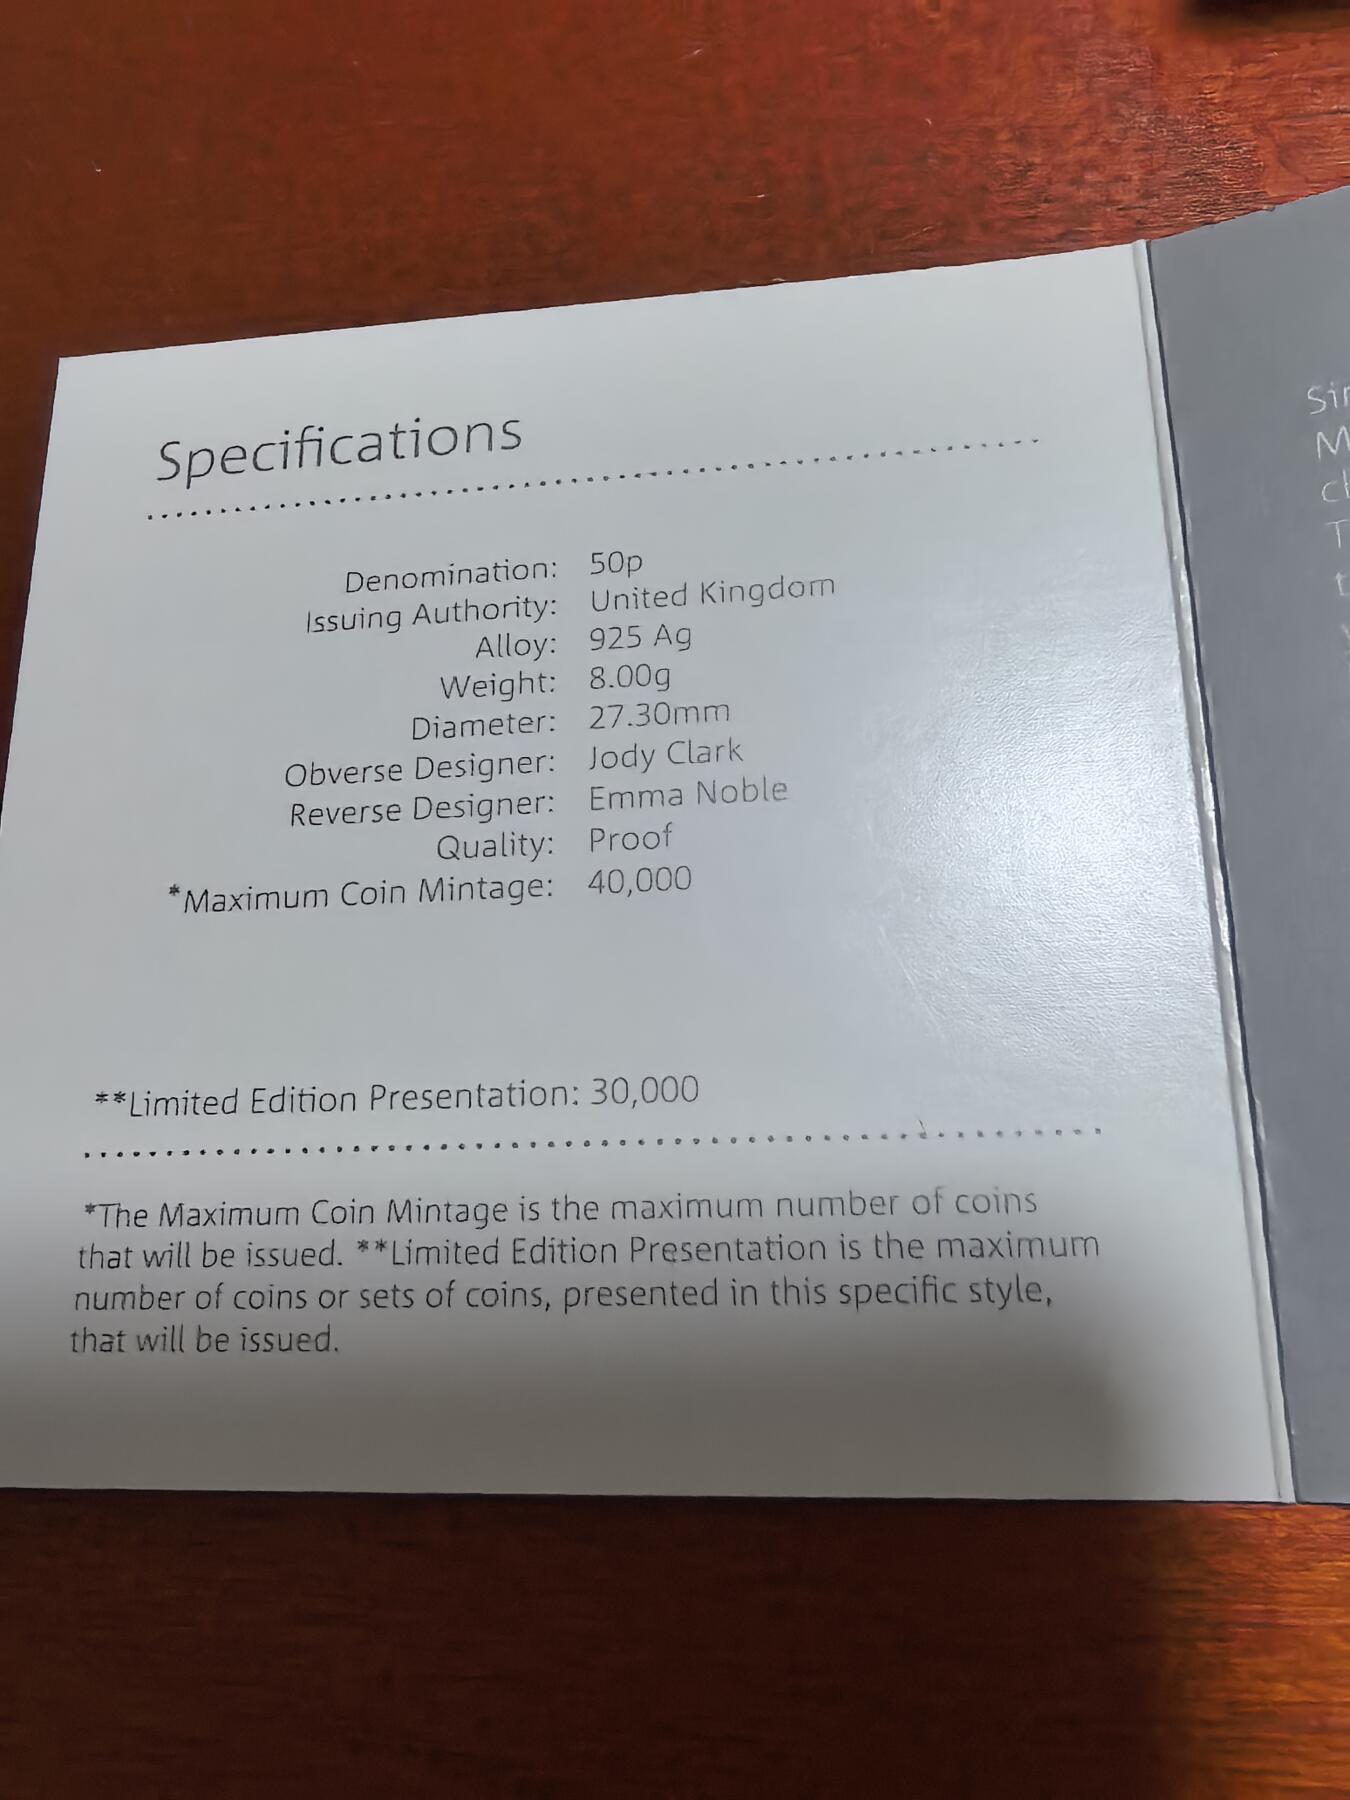 Specifications
Denomination: 50p
Issuing Authority: United Kingdom
Alloy: 925 Ag
Weight: 8.00g
Diameter: 27.30mm
Obverse Designer: Jody Clark
Reverse Designer: Emma Noble
Quality: Proof
*Maximum Coin Mintage: 40,000
**Limited Edition Presentation: 30,000
*The Maximum Coin Mintage is the maximum number of coins
that will be issued. **Limited Edition Presentation is the maximum
number of coins or sets of coins, presented in this specific style,
that will be issued.